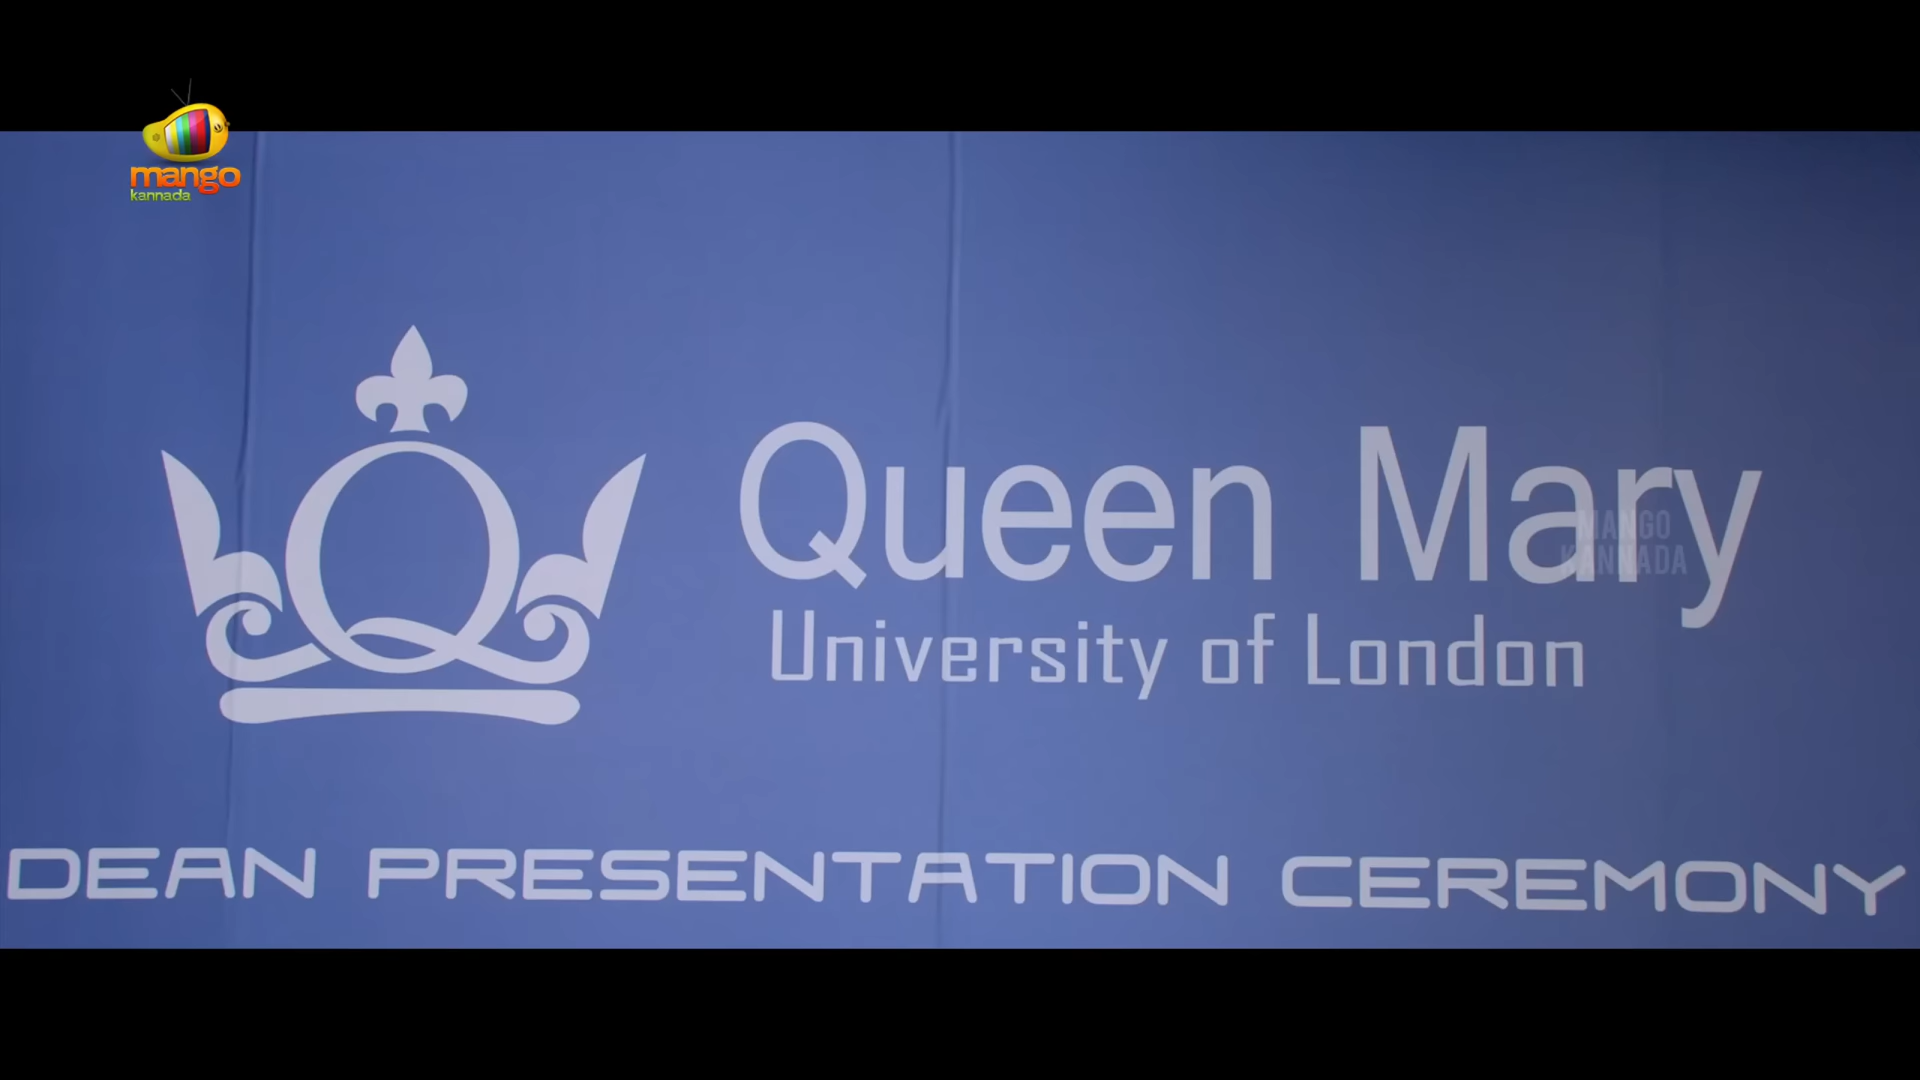 mango
kannada
Queen Mary
MANGO
KANNADA
University of London
DEAN PRESENTATION CEREMONY